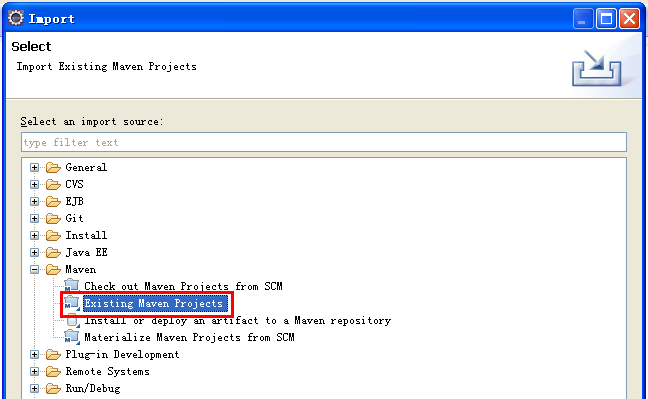 Import
Select
Import Existing Maven Projects
Select an import source:
type filter text
General
CVS
EJB
Git
Install
Java EE
Maven
Check out Maven Projects from SCM
Existing Maven Projects
Install or deploy an artifact to a Maven repository
Materialize Maven Projects from SCM
Plug-in Development
Remote Systems
Run/Debug